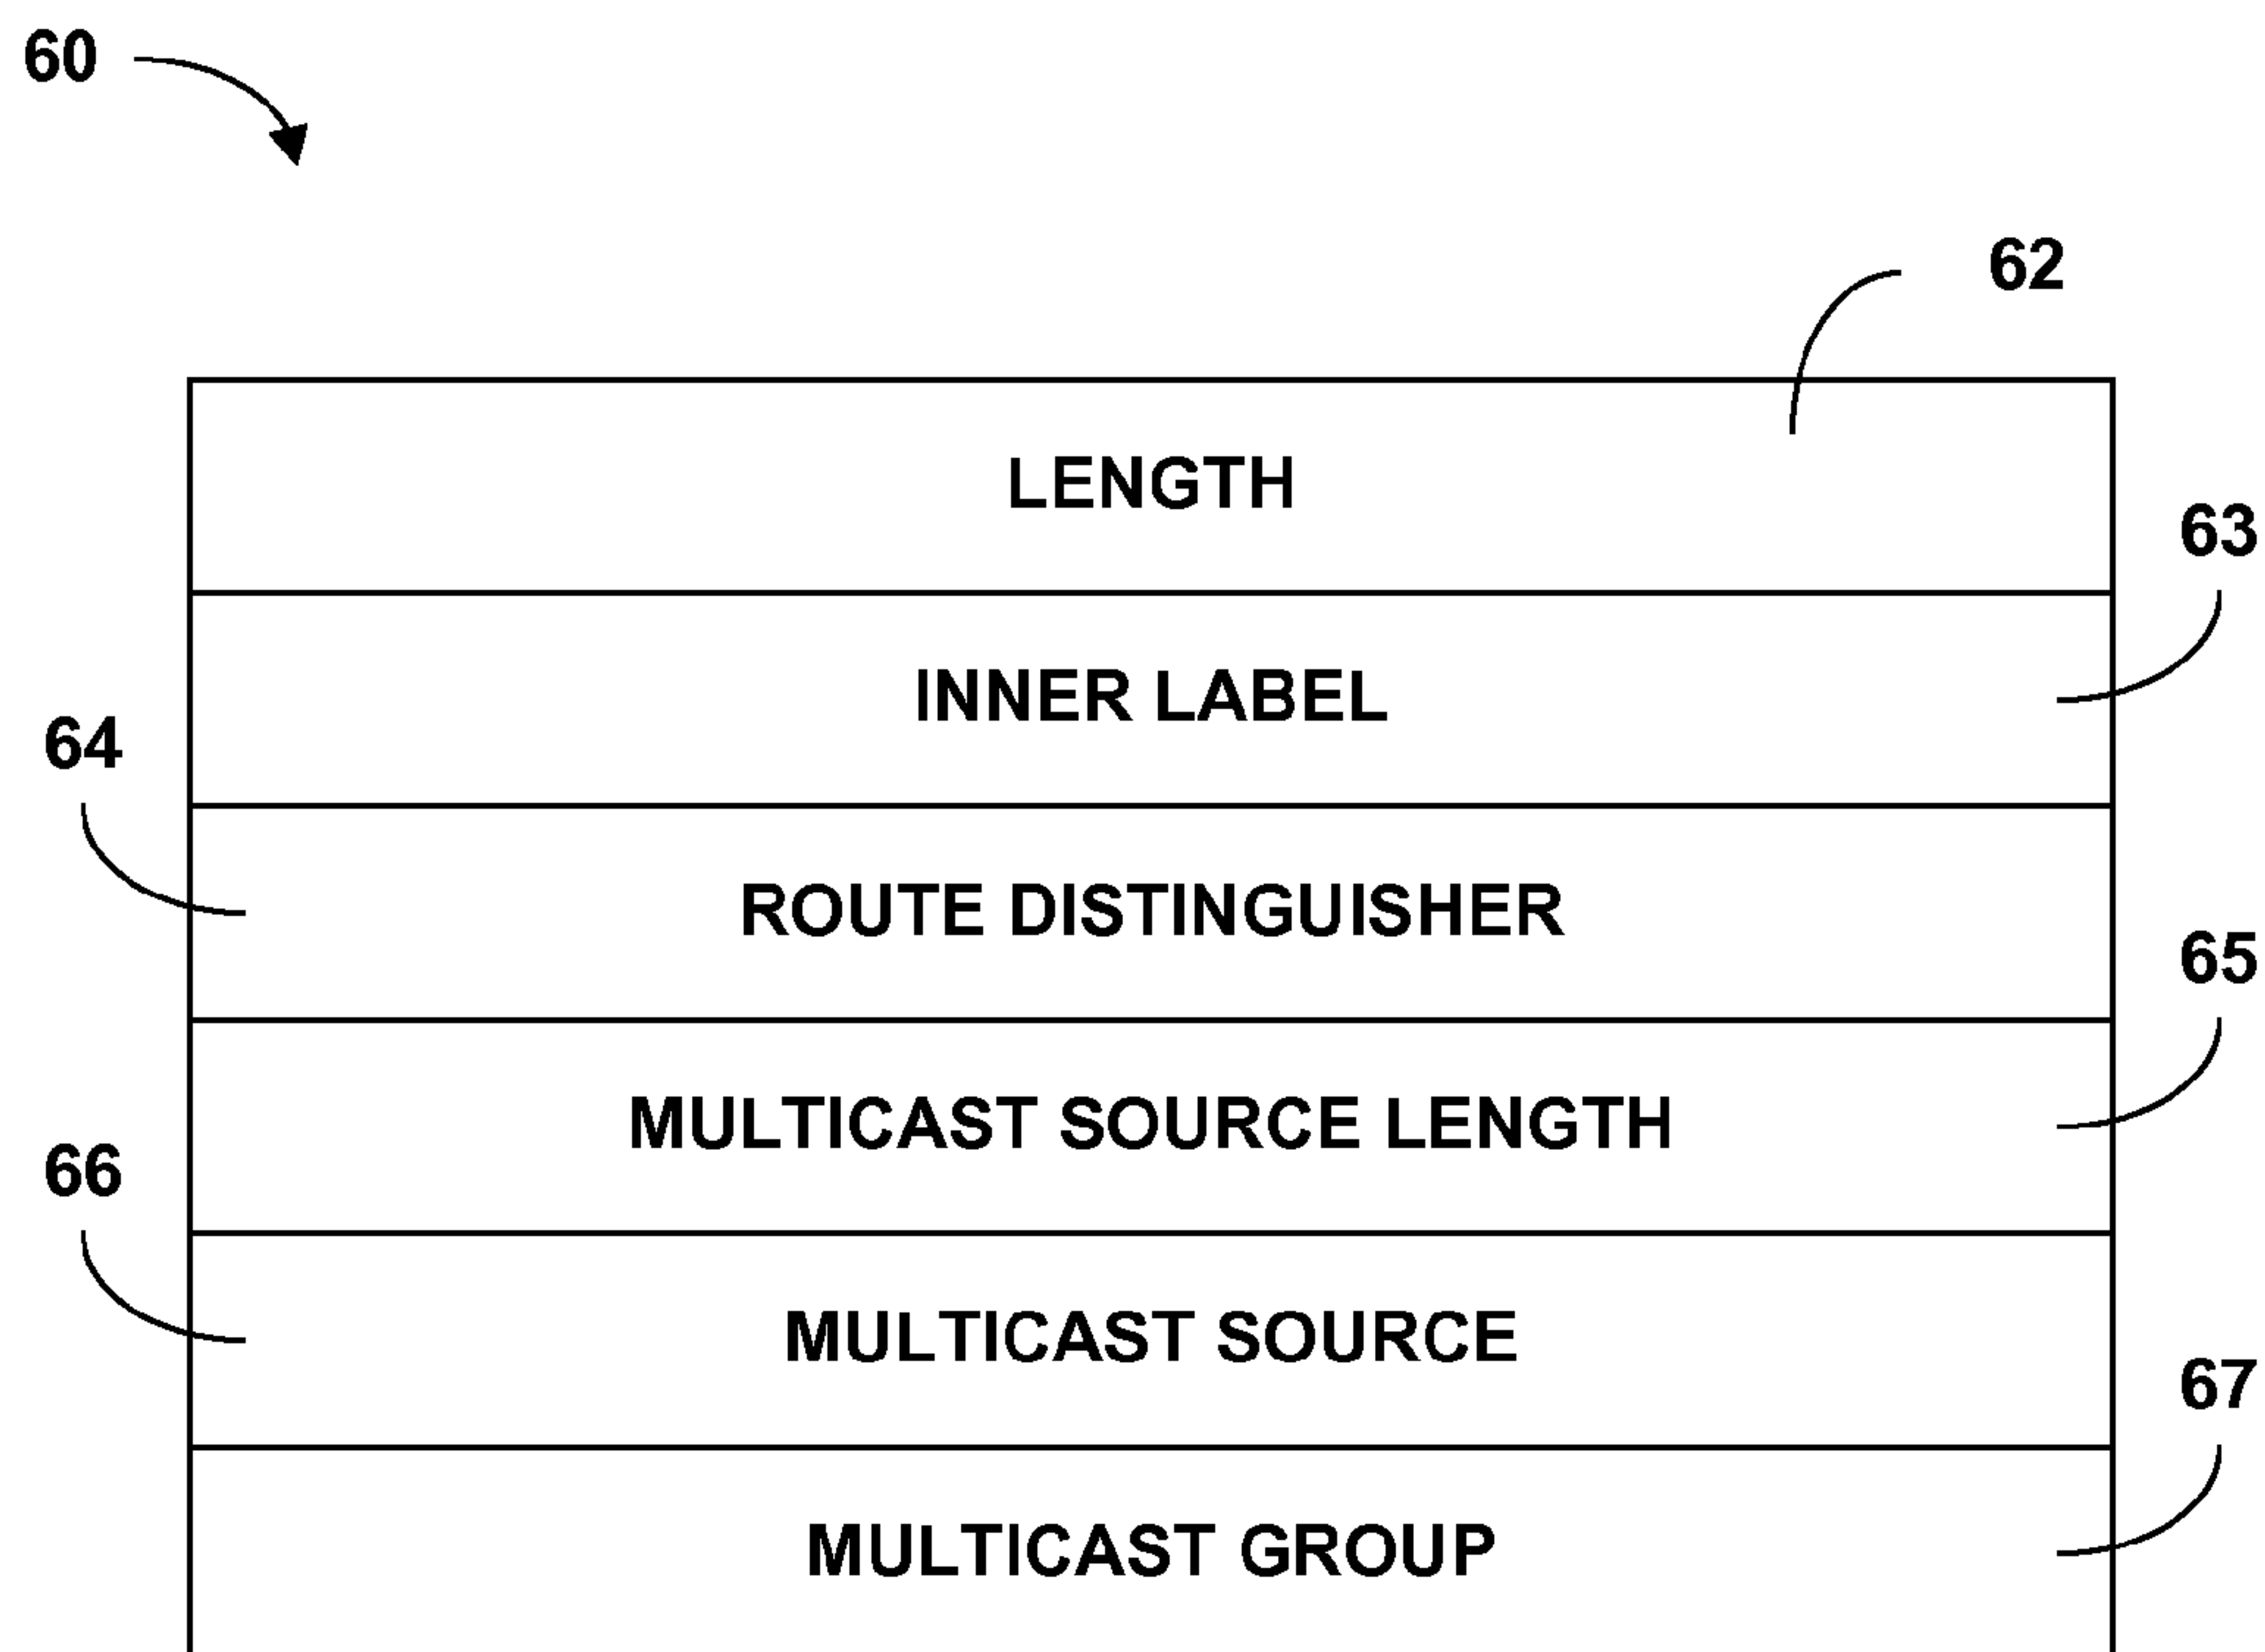 60
62
LENGTH
63
INNER LABEL
64
ROUTE DISTINGUISHER
65
MULTICAST SOURCE LENGTH
66
MULTICAST SOURCE
67
MULTICAST GROUP